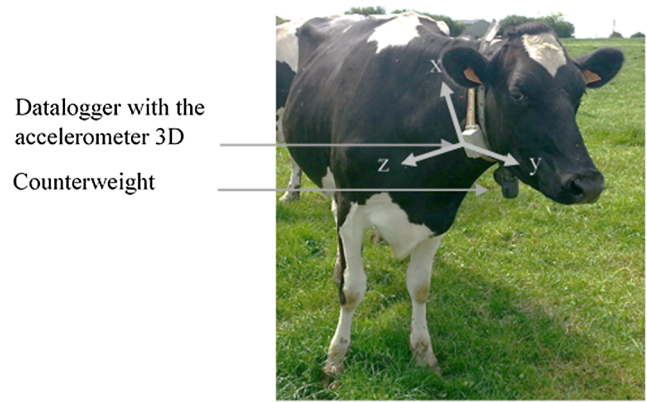 x
Datalogger with the
accelerometer 3D
z
y
Counterweight